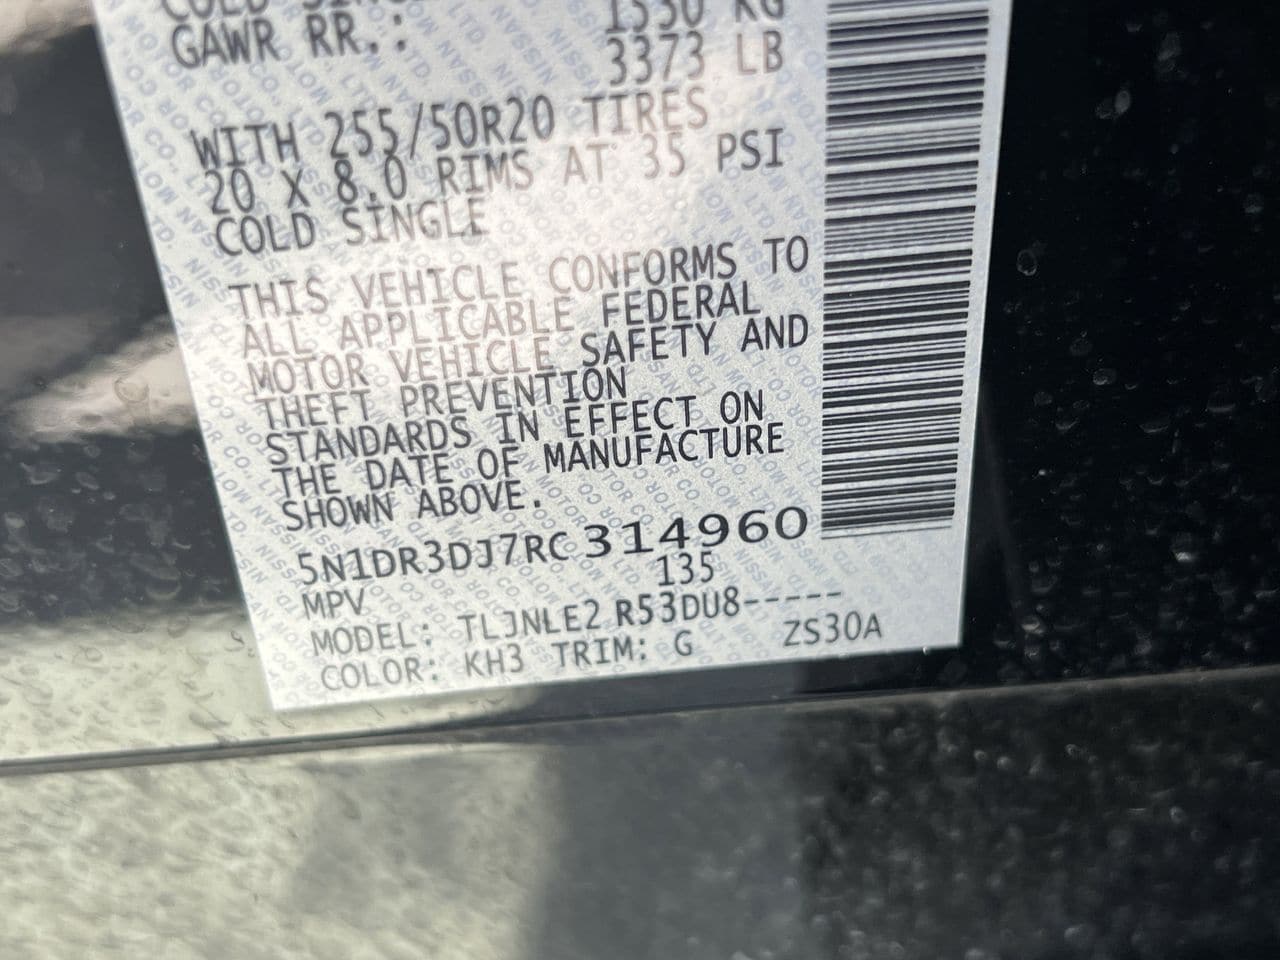 COLD SINGLE
1530 KG
GAWR RR.:
3373 LB
WITH 255/50R20 TIRES
20 X 8.0 RIMS AT 35 PSI
COLD SINGLE
THIS VEHICLE CONFORMS TO
ALL APPLICABLE FEDERAL
MOTOR VEHICLE SAFETY AND
THEFT PREVENTION
STANDARDS IN EFFECT ON
THE DATE OF MANUFACTURE
SHOWN ABOVE.
5N1DR3DJ7RC314960
MPV 135
MODEL: TLJNLE2 R53DU8-----
COLOR: KH3 TRIM: G ZS30A